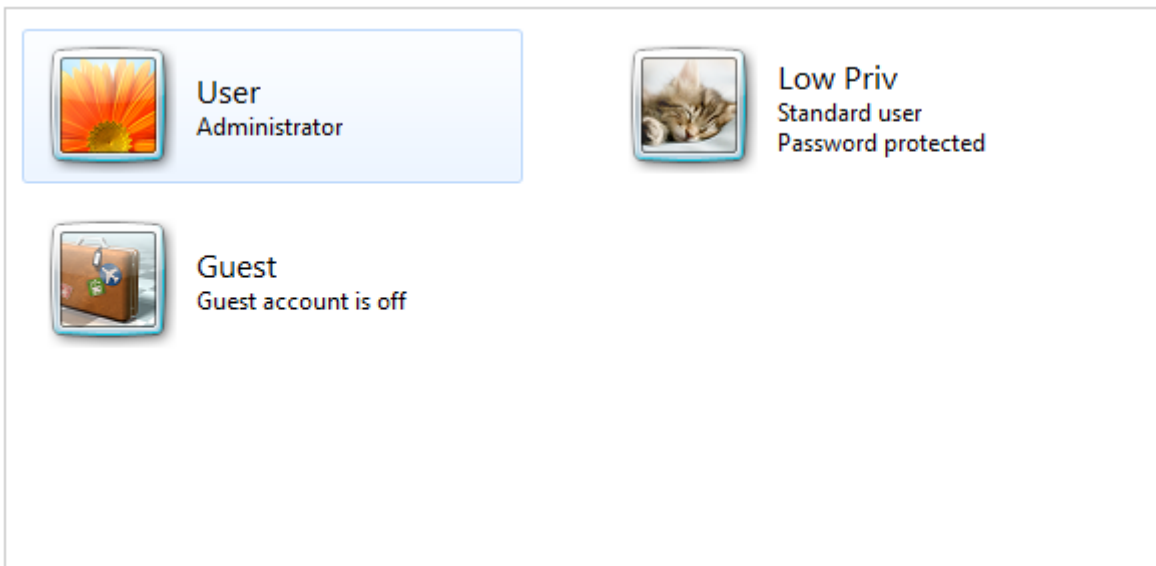 User
Administrator
Low Priv
Standard user
Password protected
Guest
Guest account is off